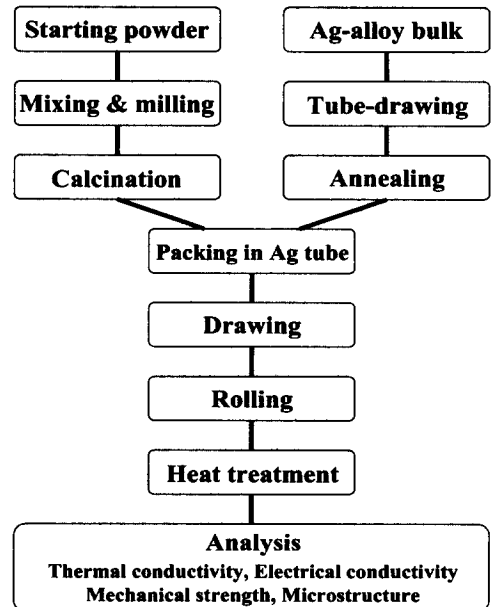 Starting powder
Ag-alloy bulk
Mixing & milling
Tube-drawing
Calcination
Annealing
Packing in Ag tube
Drawing
Rolling
Heat treatment
Analysis
Thermal conductivity, Electrical conductivity
Mechanical strength, Microstructure